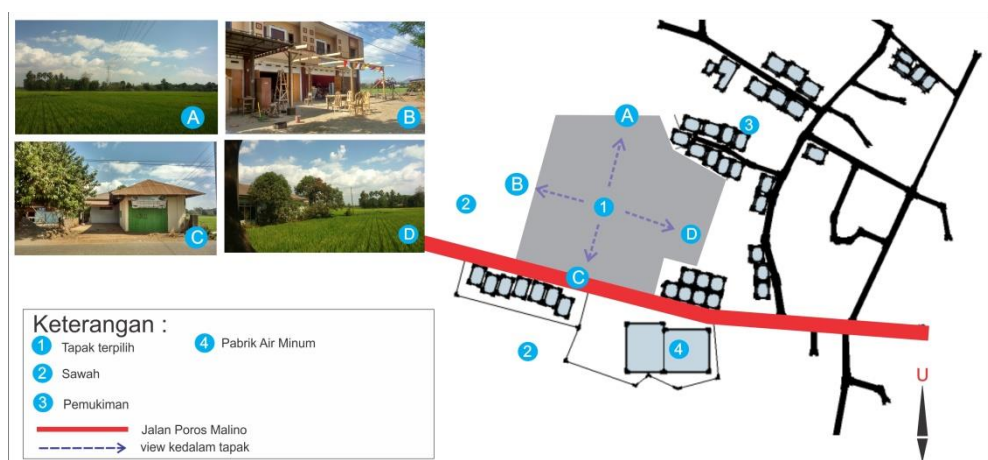 A
B
C
D
A
B
1
D
C
2
3
2
4
U
Keterangan :
1 Tapak terpilih
4 Pabrik Air Minum
2 Sawah
3 Pemukiman
Jalan Poros Malino
view kedalam tapak